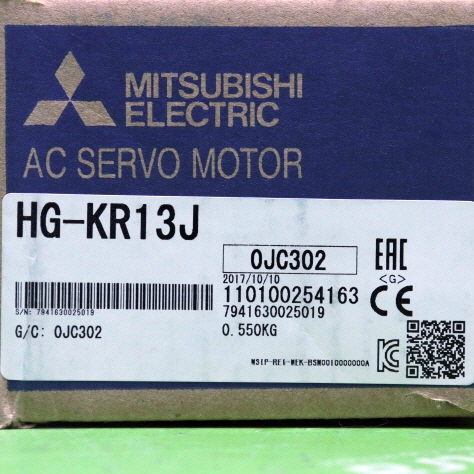 MITSUBISHI
ELECTRIC
AC SERVO MOTOR
HG-KR13J
0JC302
EAC
2017/10/10
<G>
110100254163
CE
S/N: 7941630025019
7941630025019
G/C: 0JC302
0.550KG
KC
MSIP-REI-MEK-BSM0010000000A